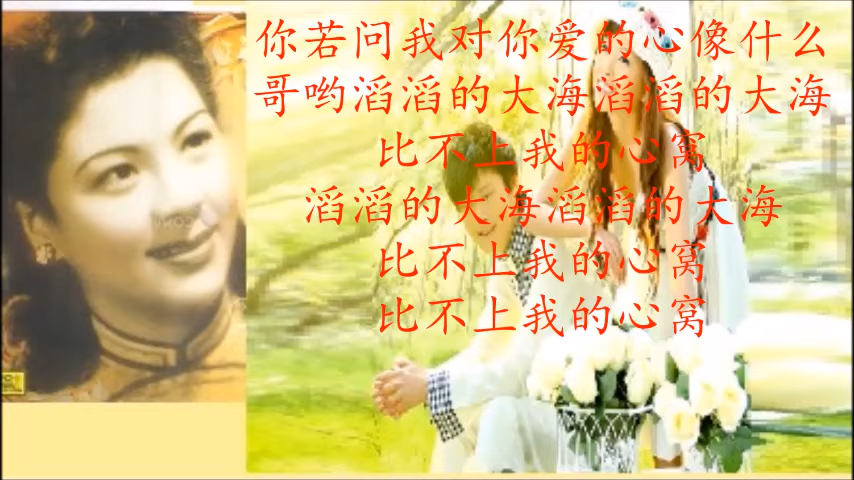 你若问我对你爱的心像什么
哥哟滔滔的大海滔滔的大海
比不上我的心窝
滔滔的大海滔滔的大海
比不上我的心窝
比不上我的心窝